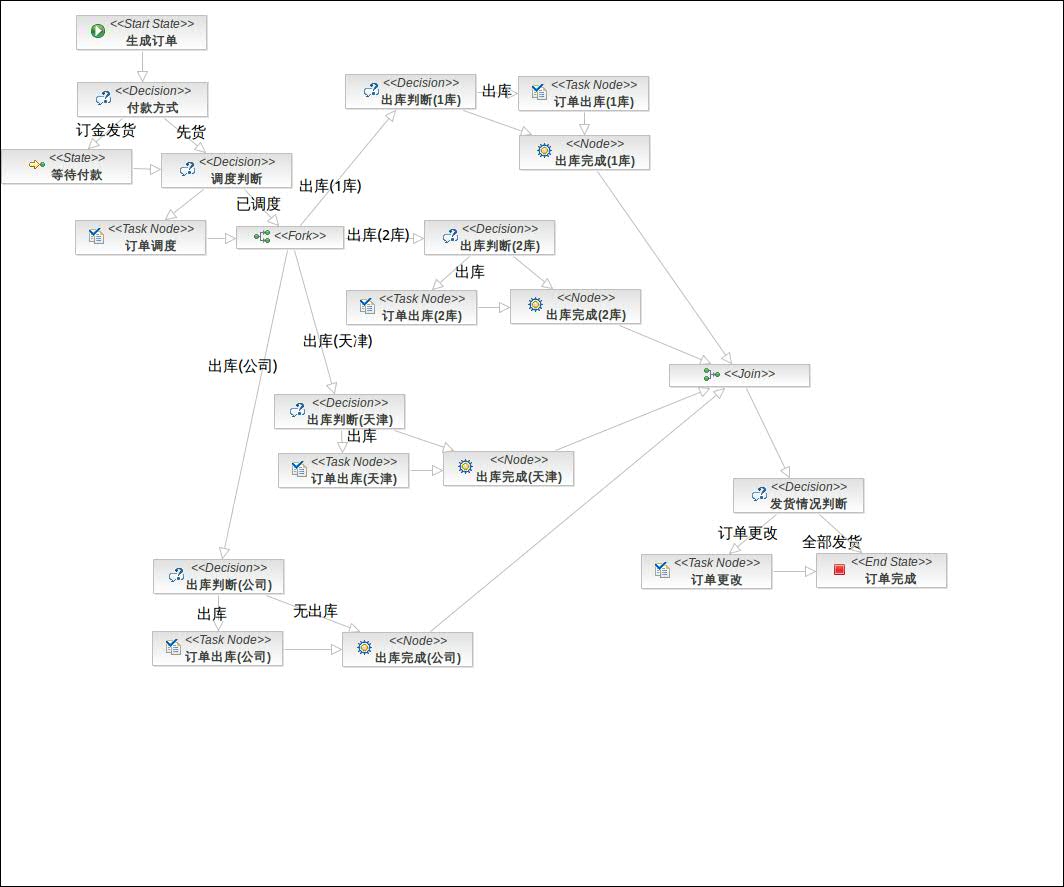 <<Start State>>
生成订单
<<Decision>>
付款方式
订金发货
先货
<<State>>
等待付款
<<Decision>>
调度判断
已调度
<<Task Node>>
订单调度
<<Fork>>
出库(1库)
<<Decision>>
出库判断(1库)
出库
<<Task Node>>
订单出库(1库)
<<Node>>
出库完成(1库)
出库(2库)
<<Decision>>
出库判断(2库)
出库
<<Task Node>>
订单出库(2库)
<<Node>>
出库完成(2库)
出库(天津)
出库(公司)
<<Join>>
<<Decision>>
出库判断(天津)
出库
<<Task Node>>
订单出库(天津)
<<Node>>
出库完成(天津)
<<Decision>>
发货情况判断
订单更改
全部发货
<<Task Node>>
订单更改
<<End State>>
订单完成
<<Decision>>
出库判断(公司)
出库
无出库
<<Task Node>>
订单出库(公司)
<<Node>>
出库完成(公司)